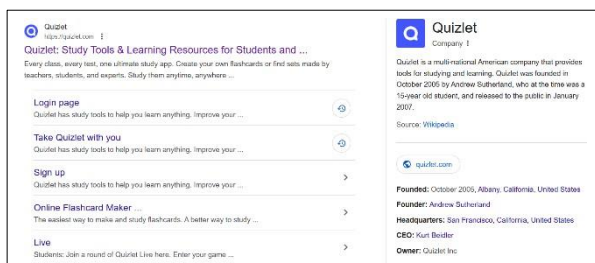 Quizlet
https://quizlet.com
Quizlet: Study Tools & Learning Resources for Students and ...
Every class, every test, one ultimate study app. Create your own flashcards or find sets made by
teachers, students, and experts. Study them anytime, anywhere ...
Login page
Quizlet has study tools to help you learn anything. Improve your ...
Take Quizlet with you
Quizlet has study tools to help you learn anything. Improve your ...
Sign up
Quizlet has study tools to help you learn anything. Improve your ...
Online Flashcard Maker ...
The easiest way to make and study flashcards. A better way to study ...
Live
Students: Join a round of Quizlet Live here. Enter your game ...
Quizlet
Company
Quizlet is a multi-national American company that provides
tools for studying and learning. Quizlet was founded in
October 2005 by Andrew Sutherland, who at the time was a
15-year old student, and released to the public in January
2007.
Source: Wikipedia
quizlet.com
Founded: October 2005, Albany, California, United States
Founder: Andrew Sutherland
Headquarters: San Francisco, California, United States
CEO: Kurt Beidler
Owner: Quizlet Inc